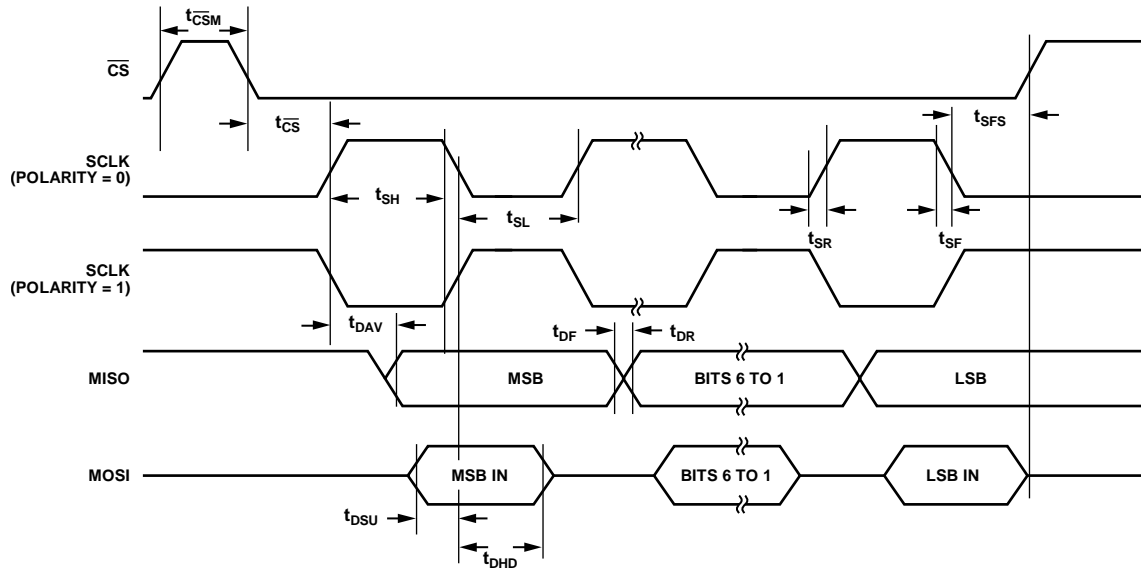 tCSM
CS
tCS
tSFS
SCLK
(POLARITY = 0)
tSH
tSL
tSR
tSF
SCLK
(POLARITY = 1)
tDAV
tDF
tDR
MISO
MSB
BITS 6 TO 1
LSB
MOSI
MSB IN
BITS 6 TO 1
LSB IN
tDSU
tDHD